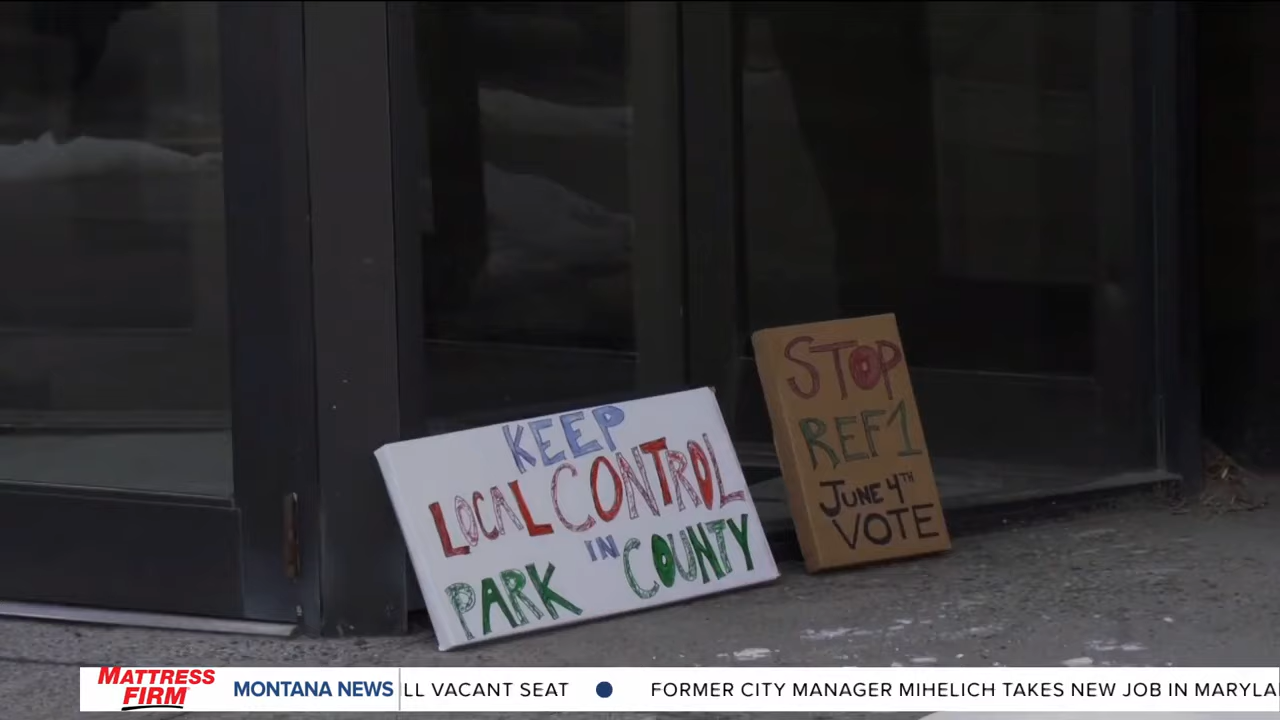 KEEP
LOCAL CONTROL
IN
PARK COUNTY
STOP
REF 1
JUNE 4TH
VOTE
MATTRESS
FIRM
MONTANA NEWS
LL VACANT SEAT
FORMER CITY MANAGER MIHELICH TAKES NEW JOB IN MARYLA